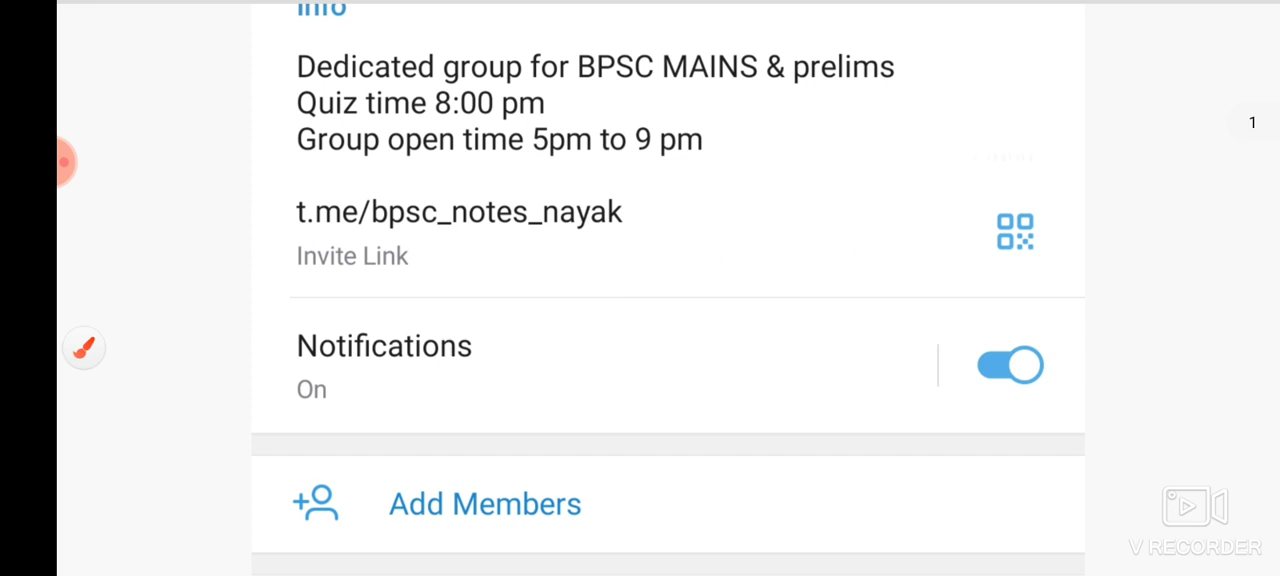 Info
Dedicated group for BPSC MAINS & prelims
Quiz time 8:00 pm
Group open time 5pm to 9 pm
1
t.me/bpsc_notes_nayak
Invite Link
Notifications
On
Add Members
V RECORDER